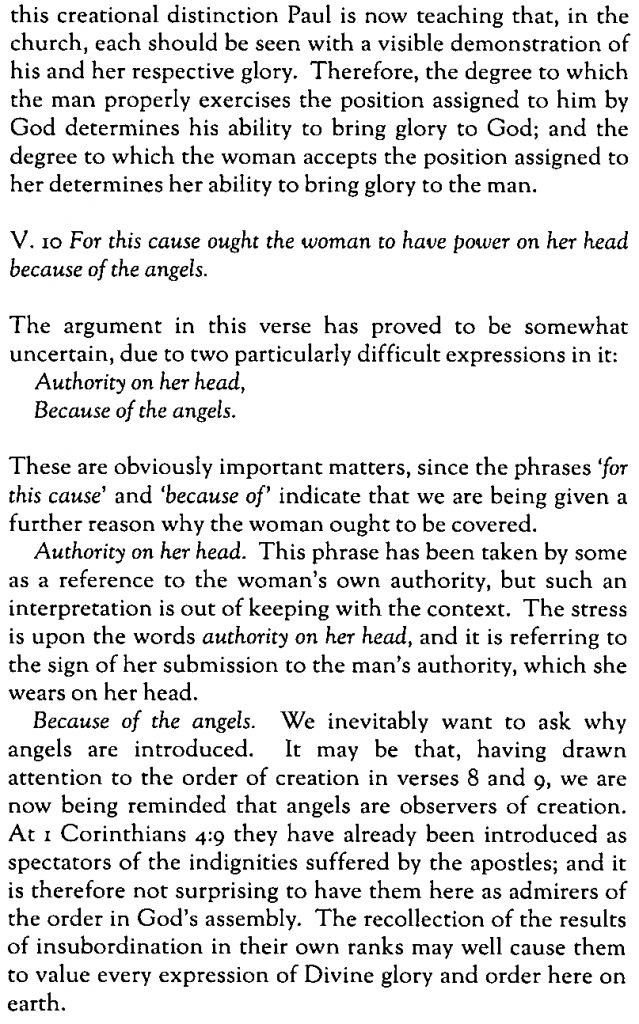 this creational distinction Paul is now teaching that, in the
church, each should be seen with a visible demonstration of
his and her respective glory. Therefore, the degree to which
the man properly exercises the position assigned to him by
God determines his ability to bring glory to God; and the
degree to which the woman accepts the position assigned to
her determines her ability to bring glory to the man.
V. 10 For this cause ought the woman to have power on her head
because of the angels.
The argument in this verse has proved to be somewhat
uncertain, due to two particularly difficult expressions in it:
Authority on her head,
Because of the angels.
These are obviously important matters, since the phrases ‘for
this cause’ and ‘because of’ indicate that we are being given a
further reason why the woman ought to be covered.
Authority on her head. This phrase has been taken by some
as a reference to the woman’s own authority, but such an
interpretation is out of keeping with the context. The stress
is upon the words authority on her head, and it is referring to
the sign of her submission to the man’s authority, which she
wears on her head.
Because of the angels. We inevitably want to ask why
angels are introduced. It may be that, having drawn
attention to the order of creation in verses 8 and 9, we are
now being reminded that angels are observers of creation.
At 1 Corinthians 4:9 they have already been introduced as
spectators of the indignities suffered by the apostles; and it
is therefore not surprising to have them here as admirers of
the order in God’s assembly. The recollection of the results
of insubordination in their own ranks may well cause them
to value every expression of Divine glory and order here on
earth.